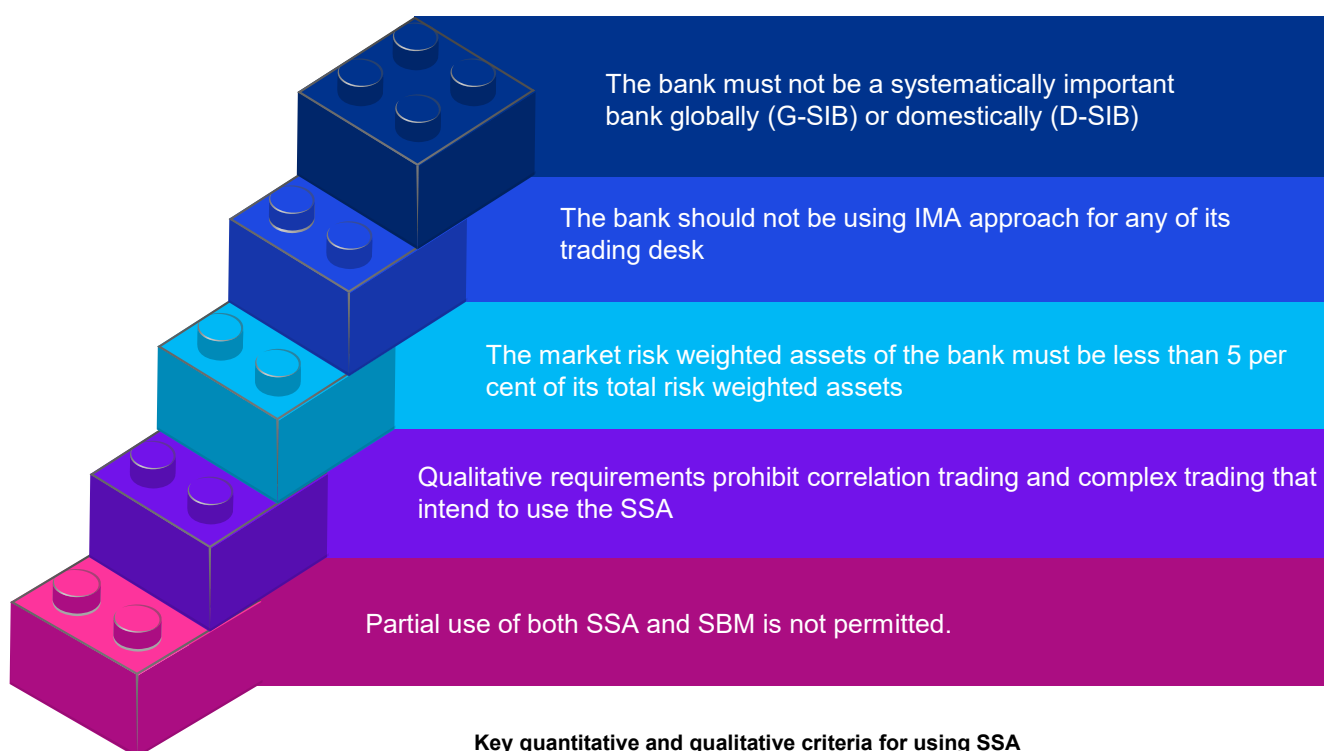 The bank must not be a systematically important
bank globally (G-SIB) or domestically (D-SIB)
The bank should not be using IMA approach for any of its
trading desk
The market risk weighted assets of the bank must be less than 5 per
cent of its total risk weighted assets
Qualitative requirements prohibit correlation trading and complex trading that
intend to use the SSA
Partial use of both SSA and SBM is not permitted.
Key quantitative and qualitative criteria for using SSA